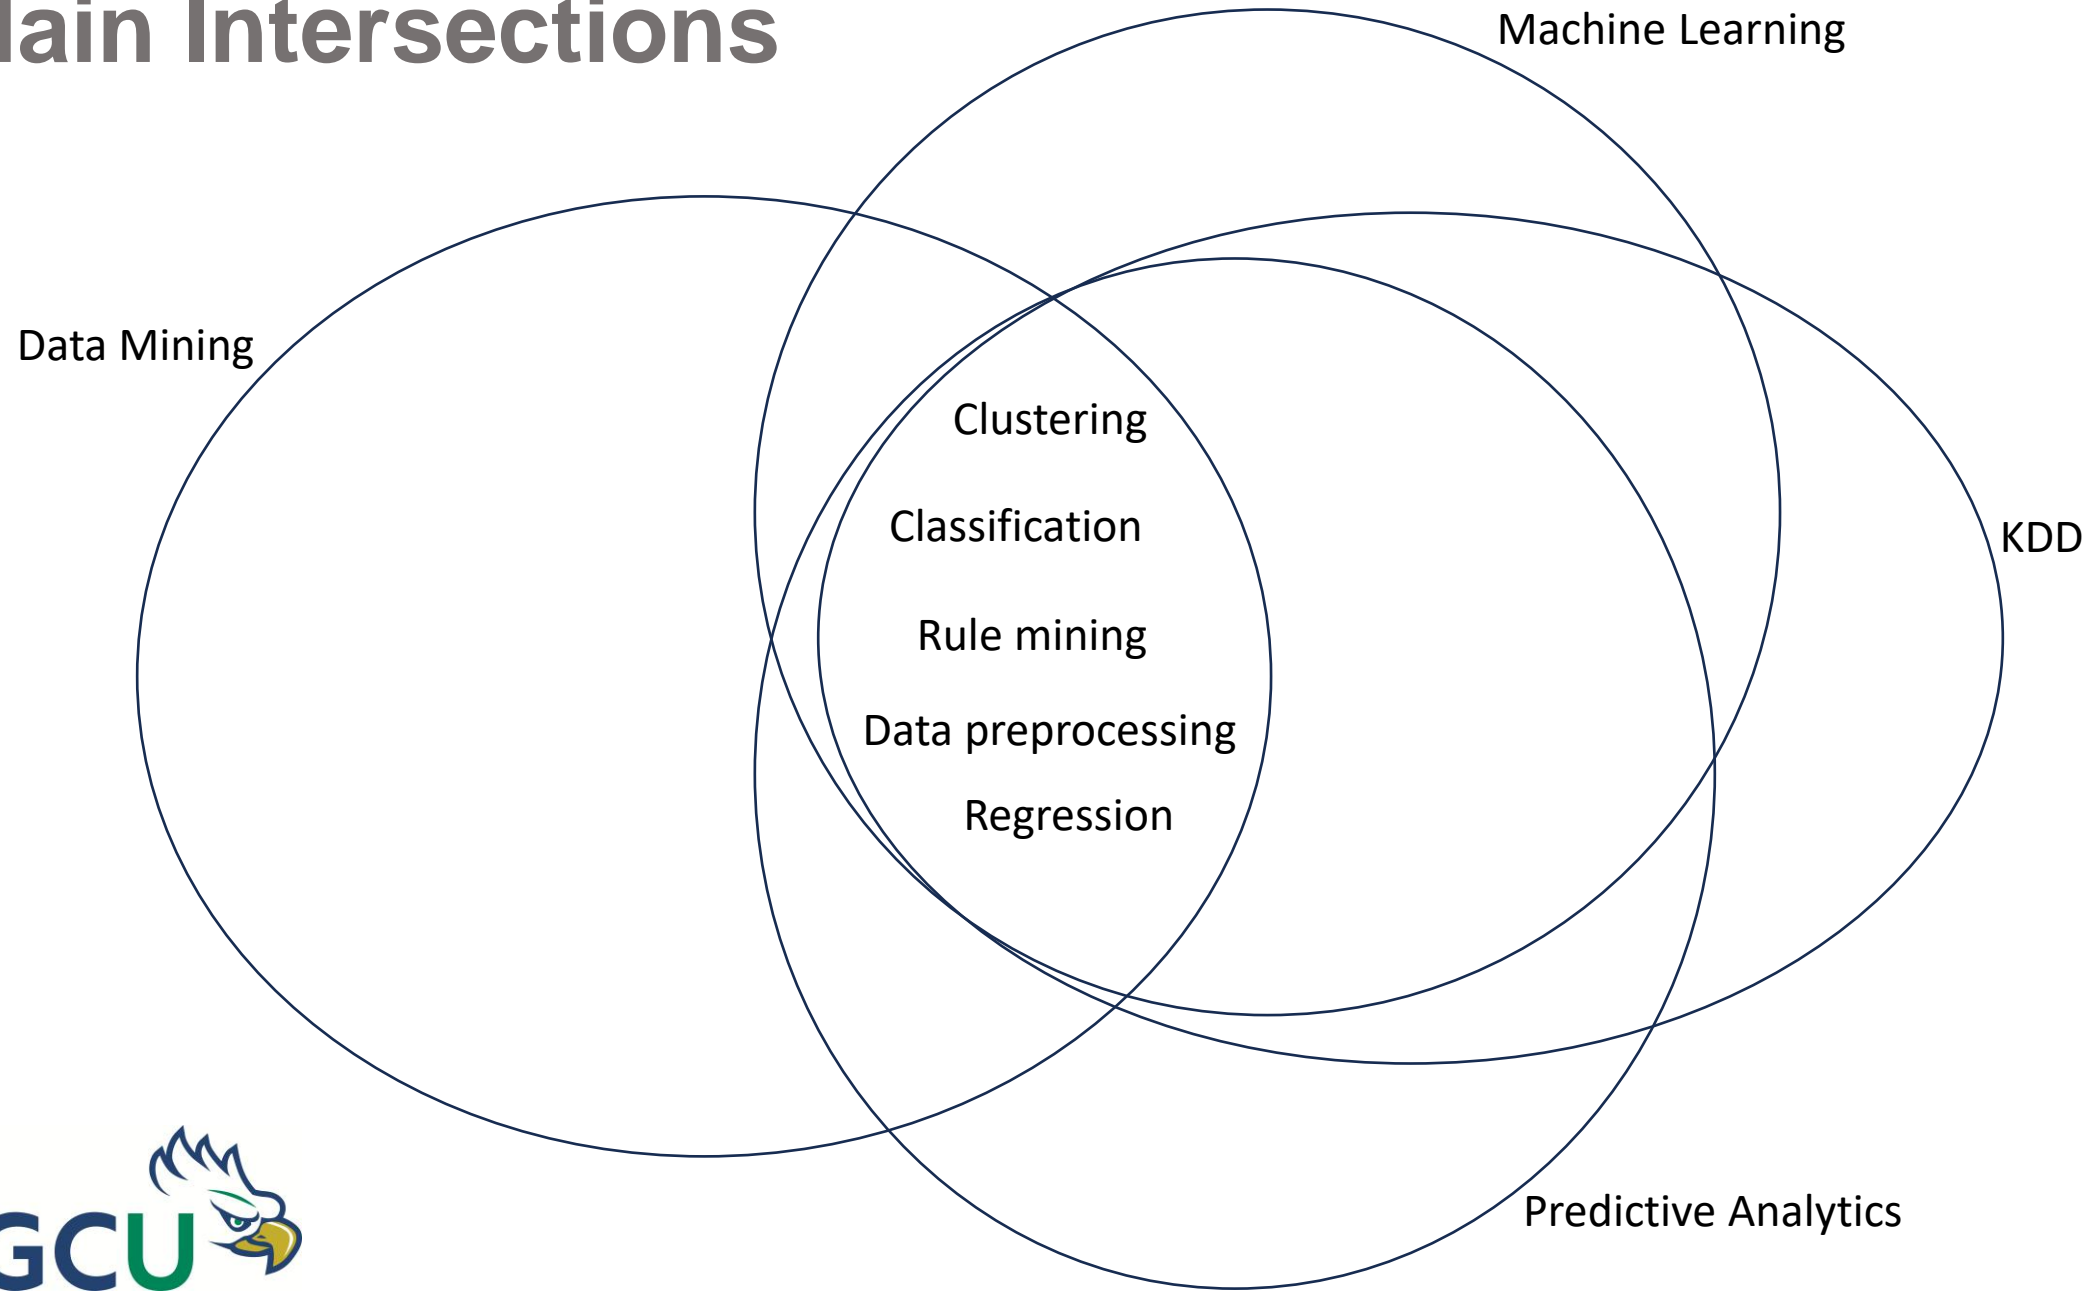 ain Intersections
Machine Learning
Data Mining
Clustering
Classification
KDD
Rule mining
Data preprocessing
Regression
Predictive Analytics
GCU